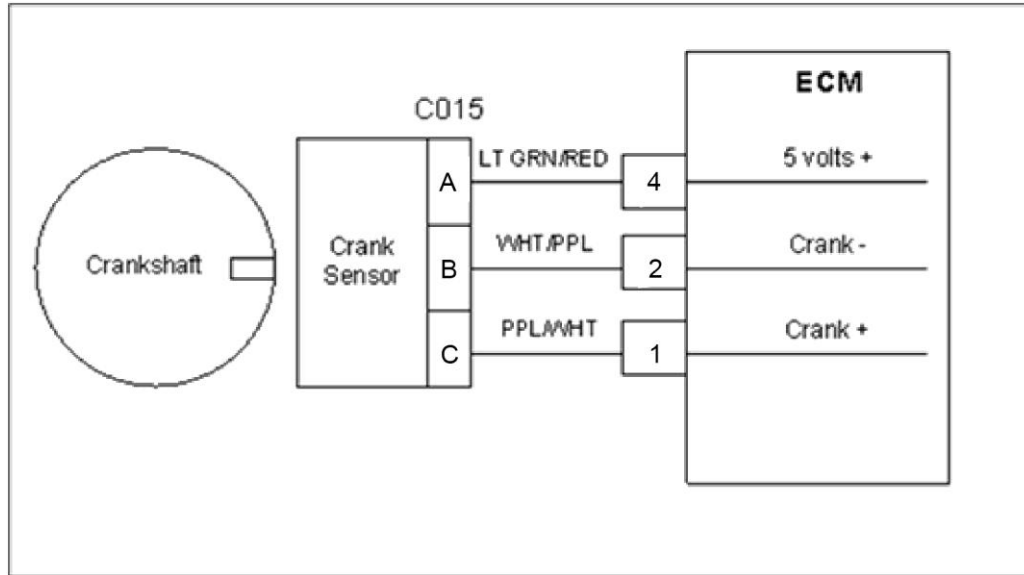 ECM
C015
LT GRN/RED
5 volts +
A
4
Crankshaft
Crank
Sensor
WHT/PPL
Crank -
B
2
PPL/WHT
Crank +
C
1